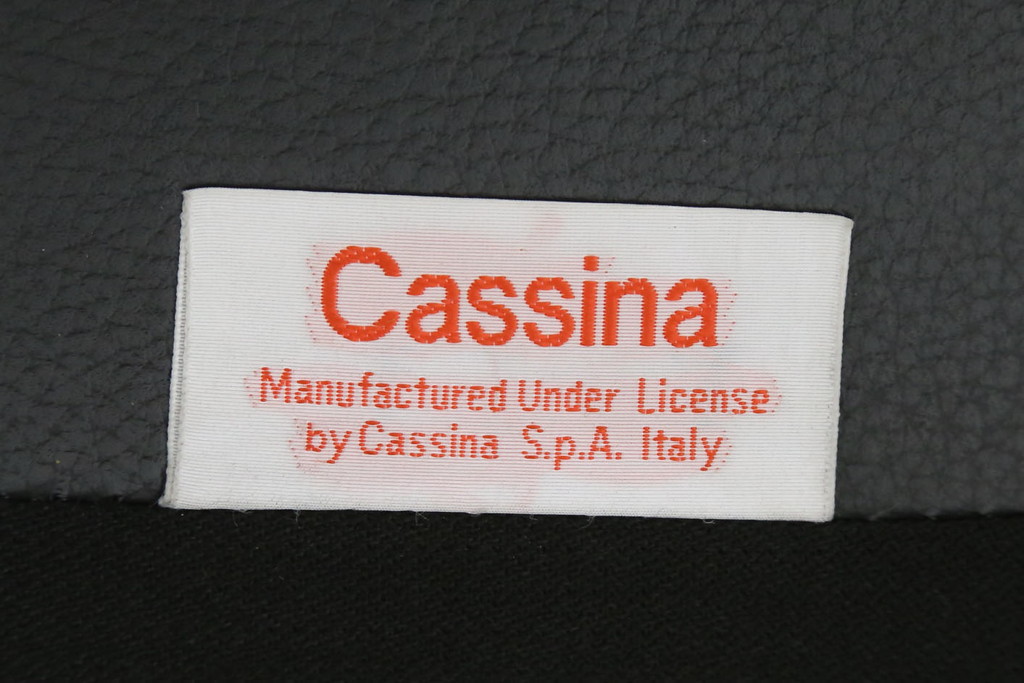 Cassina
Manufactured Under License
by Cassina S.p.A. Italy